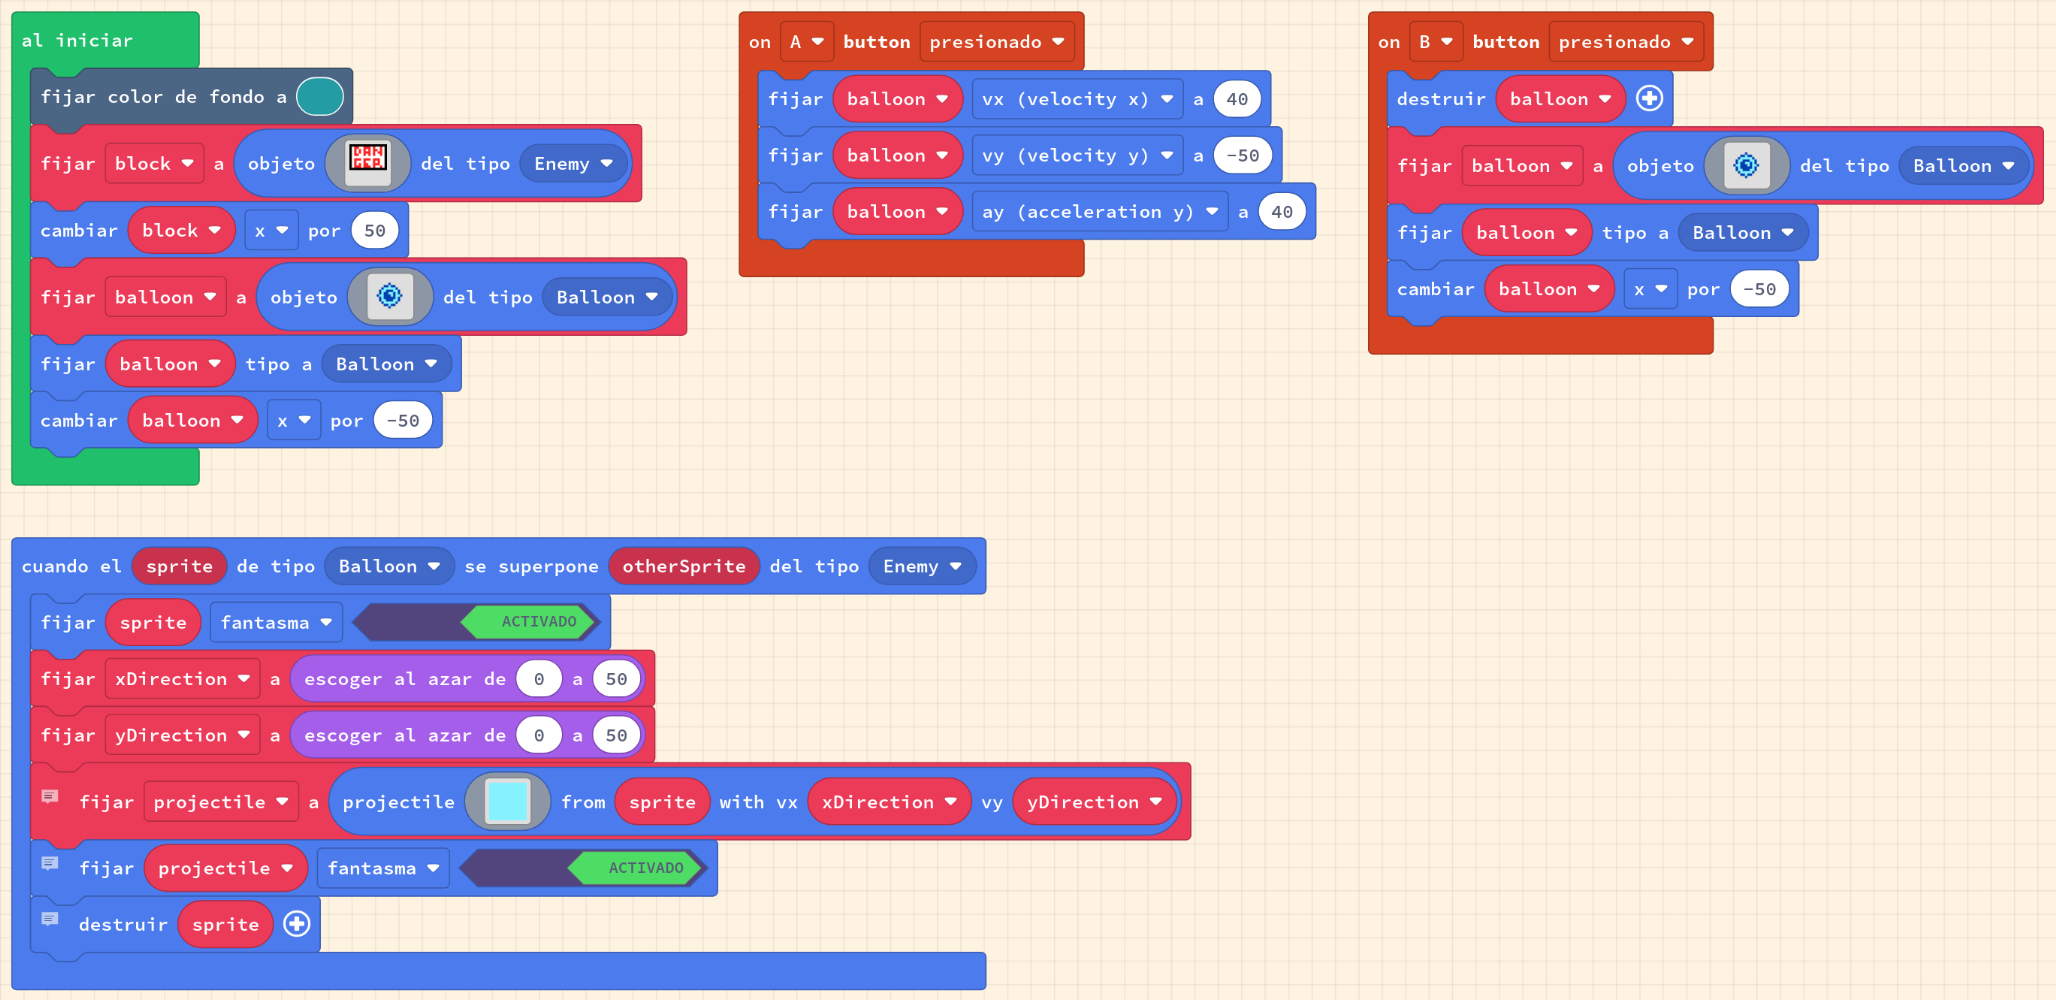 al iniciar
fijar color de fondo a
fijar block a objeto DANGER del tipo Enemy
cambiar block x por 50
fijar balloon a objeto del tipo Balloon
fijar balloon tipo a Balloon
cambiar balloon x por -50
on A button presionado
fijar balloon vx (velocity x) a 40
fijar balloon vy (velocity y) a -50
fijar balloon ay (acceleration y) a 40
on B button presionado
destruir balloon
fijar balloon a objeto del tipo Balloon
fijar balloon tipo a Balloon
cambiar balloon x por -50
cuando el sprite de tipo Balloon se superpone otherSprite del tipo Enemy
fijar sprite fantasma ACTIVADO
fijar xDirection a escoger al azar de 0 a 50
fijar yDirection a escoger al azar de 0 a 50
fijar projectile a projectile from sprite with vx xDirection vy yDirection
fijar projectile fantasma ACTIVADO
destruir sprite